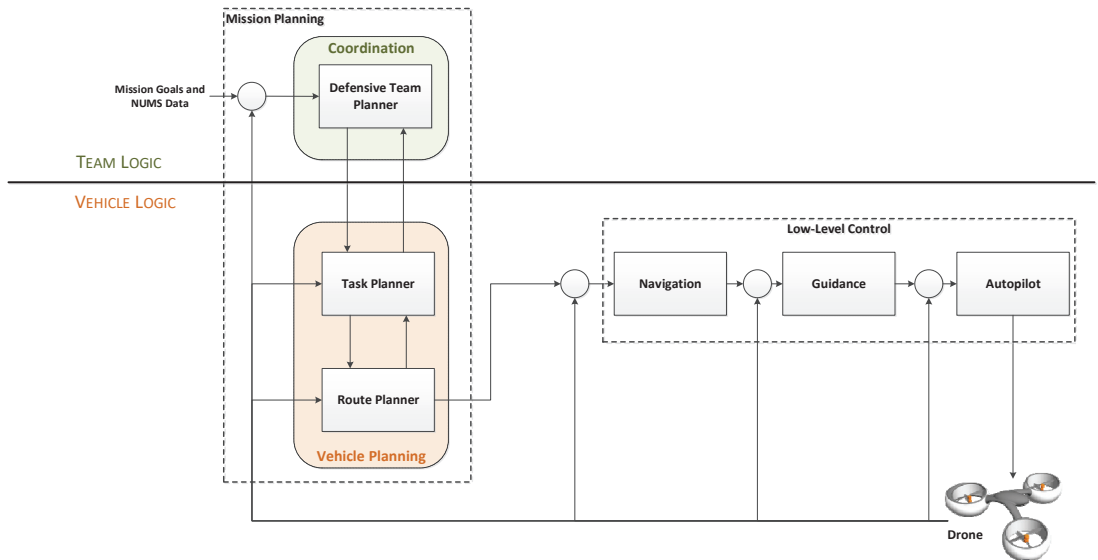 Mission Planning
Coordination
Defensive Team
Planner
Mission Goals and
NUMS Data
TEAM LOGIC
VEHICLE LOGIC
Low-Level Control
Task Planner
Navigation
Guidance
Autopilot
Route Planner
Vehicle Planning
Drone